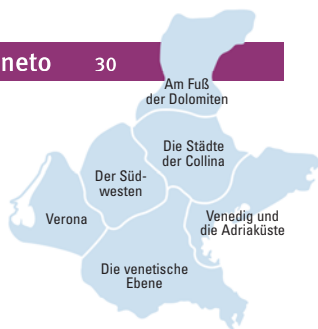 neto 30
Am Fuß
der Dolomiten
Die Städte
der Collina
Der Süd-
westen
Verona
Venedig und
die Adriaküste
Die venetische
Ebene